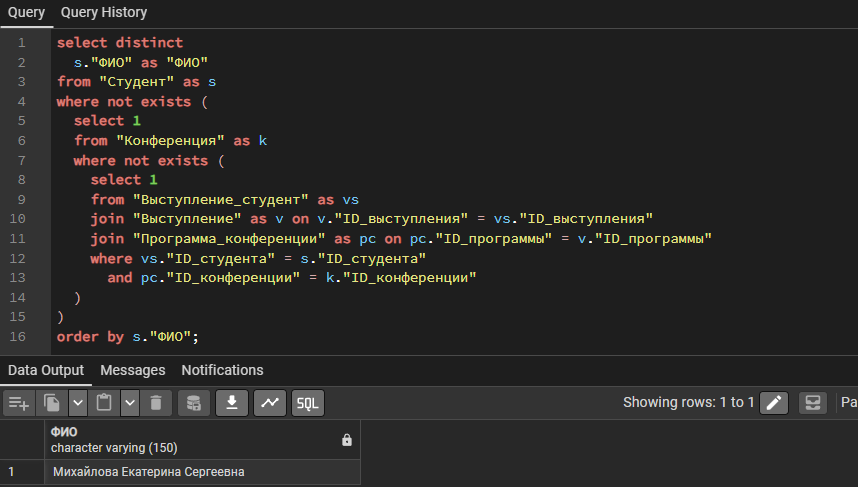 Query Query History
1 select distinct
2 s."ФИО" as "ФИО"
3 from "Студент" as s
4 where not exists (
5 select 1
6 from "Конференция" as k
7 where not exists (
8 select 1
9 from "Выступление_студент" as vs
10 join "Выступление" as v on v."ID_выступления" = vs."ID_выступления"
11 join "Программа_конференции" as pc on pc."ID_программы" = v."ID_программы"
12 where vs."ID_студента" = s."ID_студента"
13 and pc."ID_конференции" = k."ID_конференции"
14 )
15 )
16 order by s."ФИО";
Data Output Messages Notifications
SQL Showing rows: 1 to 1 Pa
ФИО
character varying (150)
1 Михайлова Екатерина Сергеевна